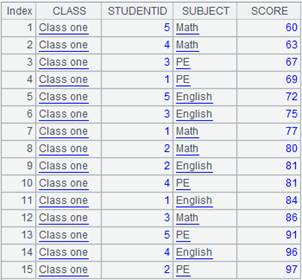 Index CLASS STUDENTID SUBJECT SCORE
1 Class one 5 Math 60
2 Class one 4 Math 63
3 Class one 3 PE 67
4 Class one 1 PE 69
5 Class one 5 English 72
6 Class one 3 English 75
7 Class one 1 Math 77
8 Class one 2 Math 80
9 Class one 2 English 81
10 Class one 4 PE 81
11 Class one 1 English 84
12 Class one 3 Math 86
13 Class one 5 PE 91
14 Class one 4 English 96
15 Class one 2 PE 97